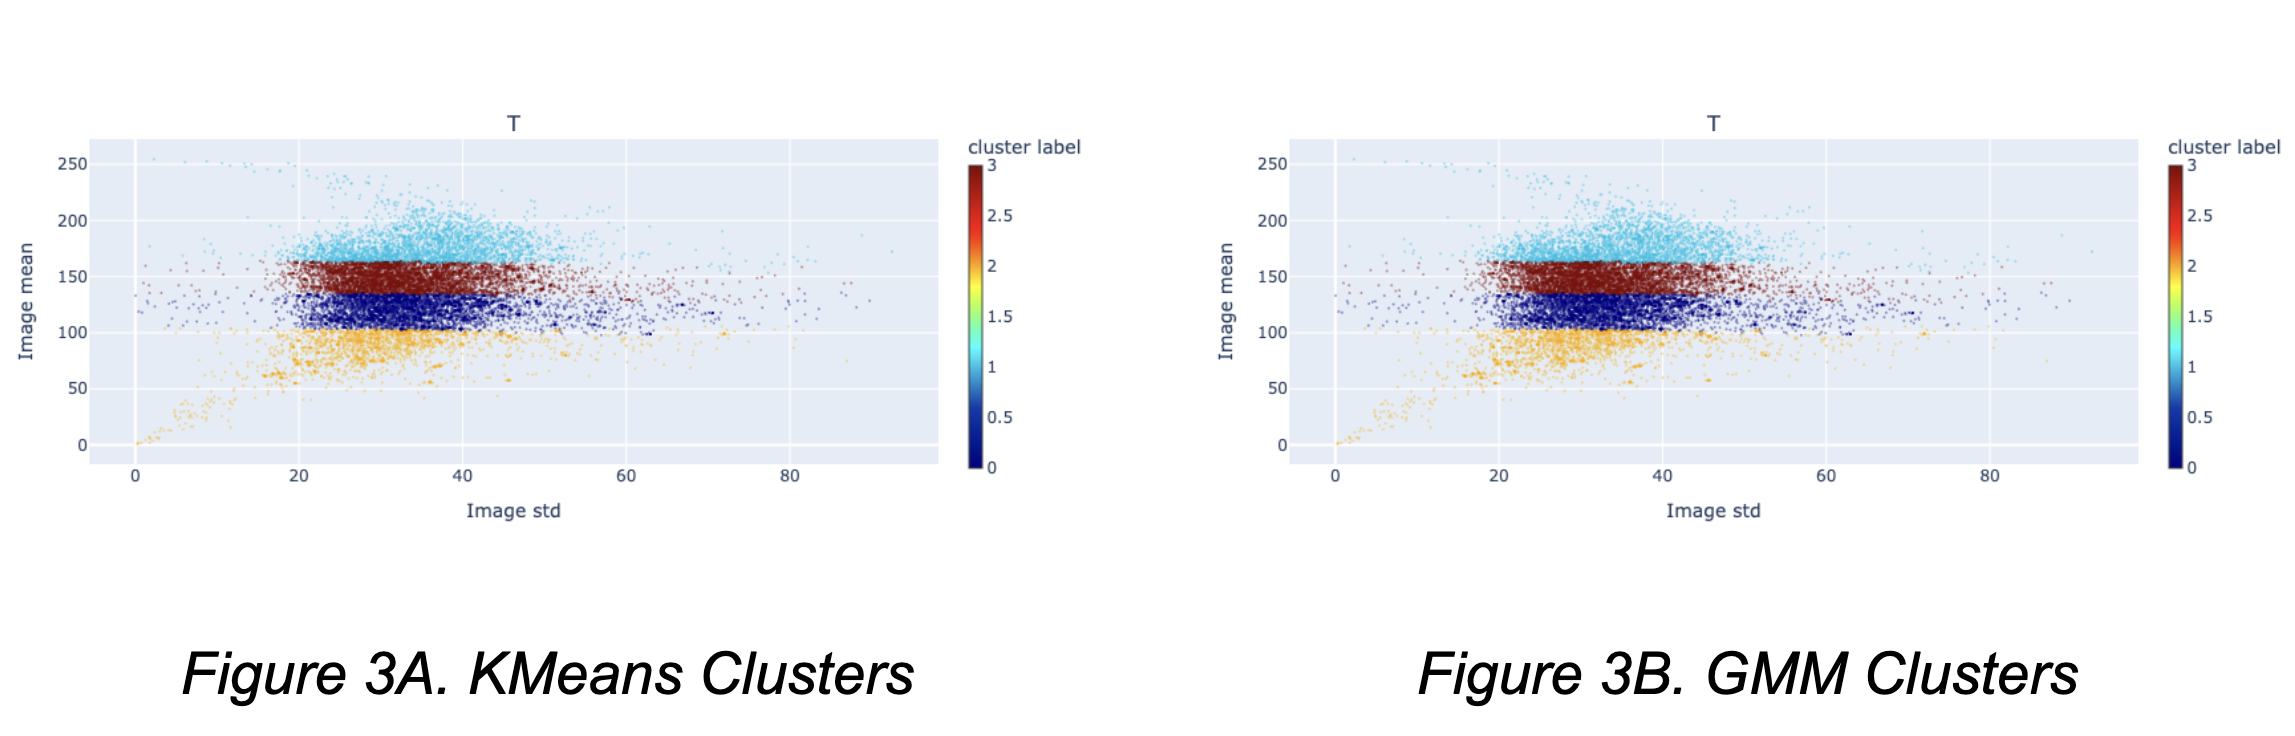 T
cluster label
3
2.5
2
1.5
1
0.5
0
250
200
150
100
50
0
Image mean
0 20 40 60 80
Image std
Figure 3A. KMeans Clusters
T
cluster label
3
2.5
2
1.5
1
0.5
0
250
200
150
100
50
0
Image mean
0 20 40 60 80
Image std
Figure 3B. GMM Clusters